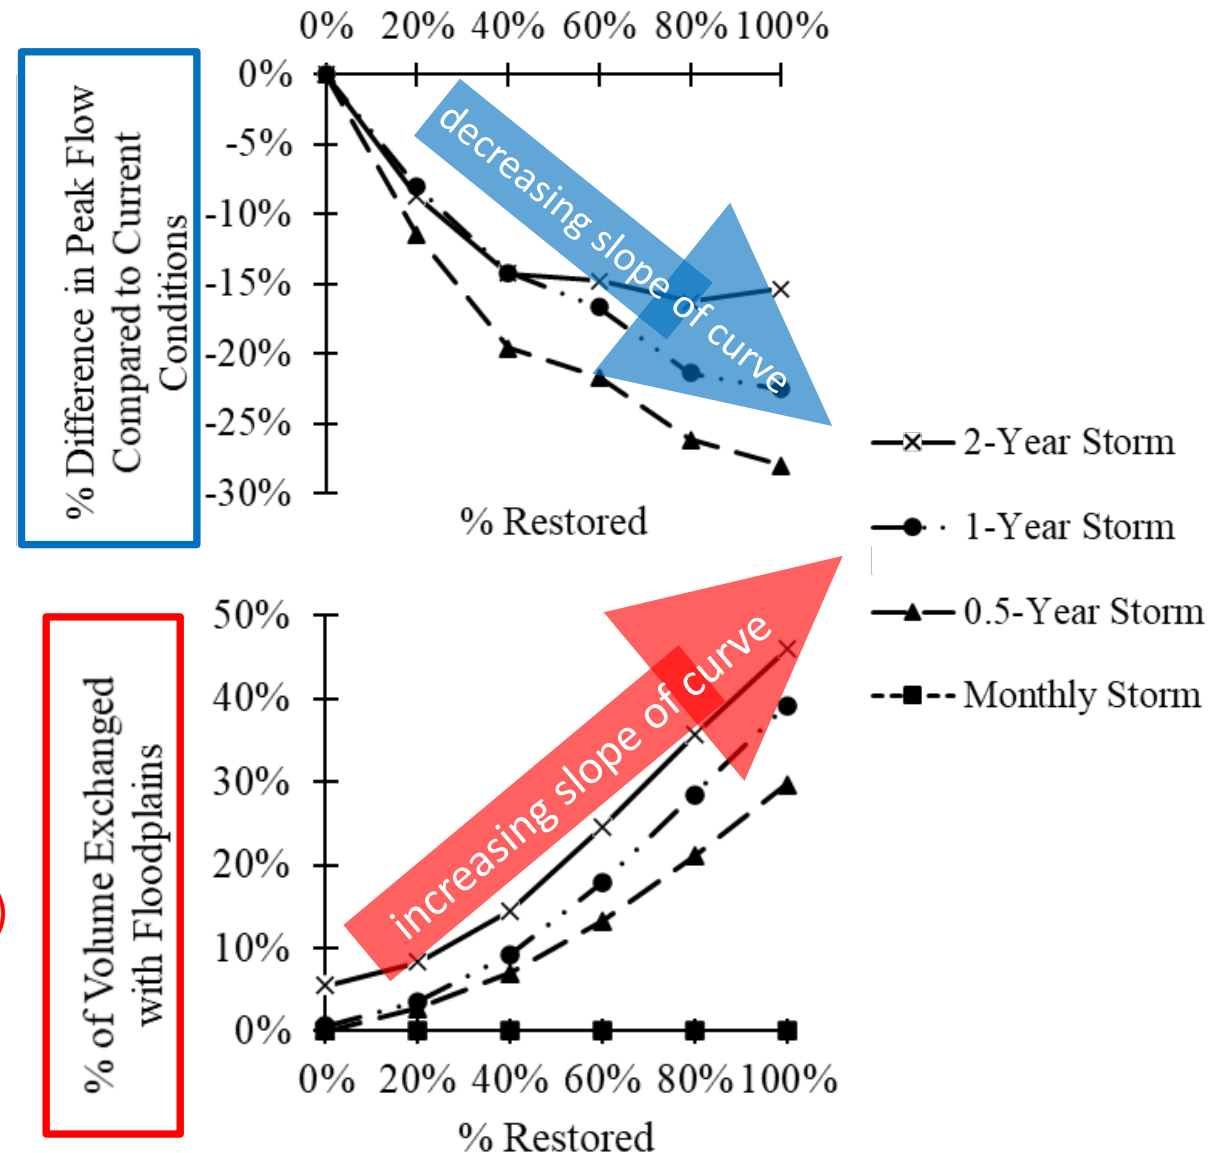 0% 20% 40% 60% 80% 100%
% Difference in Peak Flow
Compared to Current
Conditions
0%
-5%
-10%
-15%
-20%
-25%
-30%
decreasing slope of curve
% Restored
2-Year Storm
1-Year Storm
0.5-Year Storm
Monthly Storm
% of Volume Exchanged
with Floodplains
50%
40%
30%
20%
10%
0%
increasing slope of curve
0% 20% 40% 60% 80% 100%
% Restored